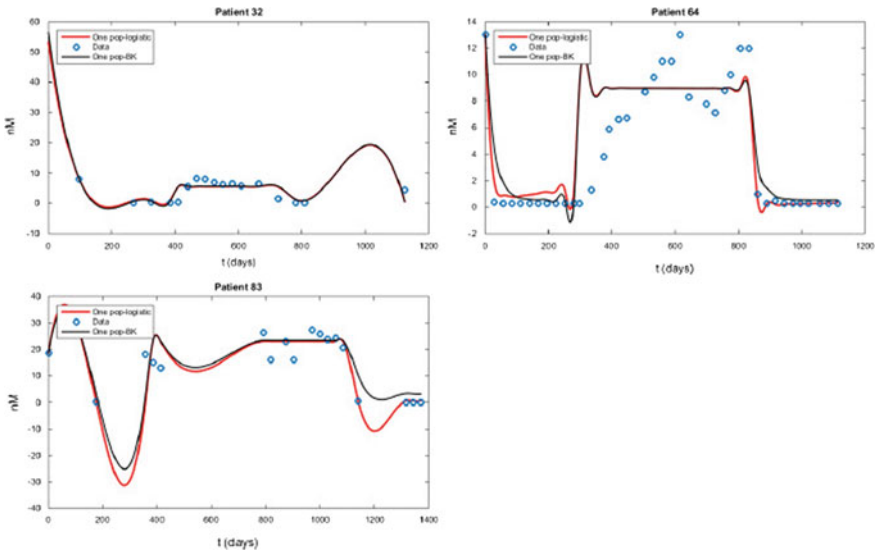 Patient 32
One pop-logistic
Data
One pop-BK
60
50
40
30
20
10
0
-10
nM
0 200 400 600 800 1000 1200
t (days)
Patient 64
One pop-logistic
Data
One pop-BK
14
12
10
8
6
4
2
0
-2
nM
0 200 400 600 800 1000 1200
t (days)
Patient 83
One pop-logistic
Data
One pop-BK
40
30
20
10
0
-10
-20
-30
-40
nM
0 200 400 600 800 1000 1200 1400
t (days)